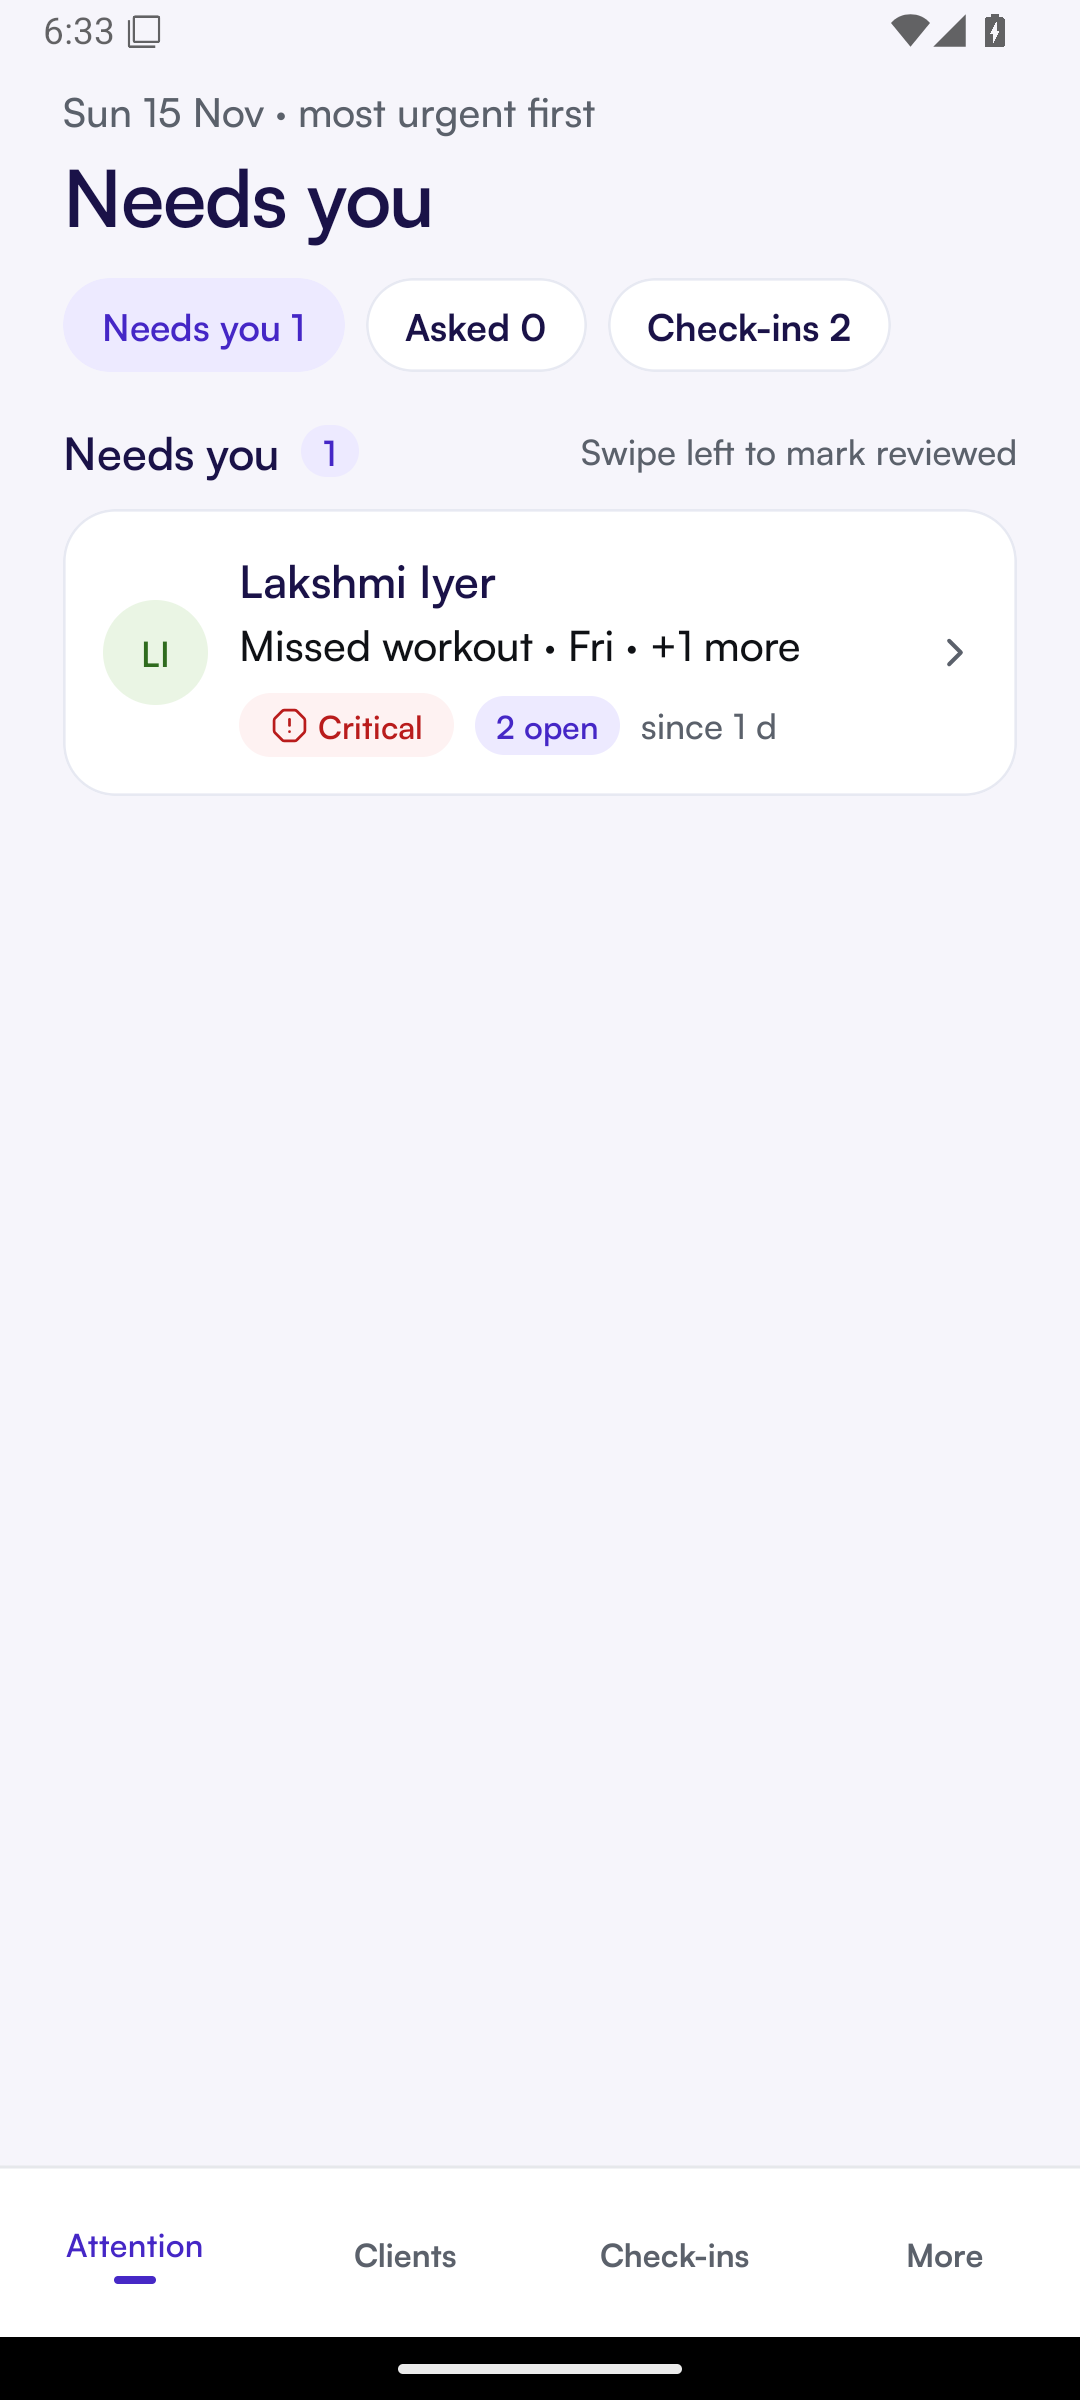 6:33
Sun 15 Nov · most urgent first
Needs you
Needs you 1
Asked 0
Check-ins 2
Needs you 1
Swipe left to mark reviewed
Lakshmi Iyer
LI
Missed workout · Fri · +1 more
Critical
2 open
since 1 d
Attention
Clients
Check-ins
More